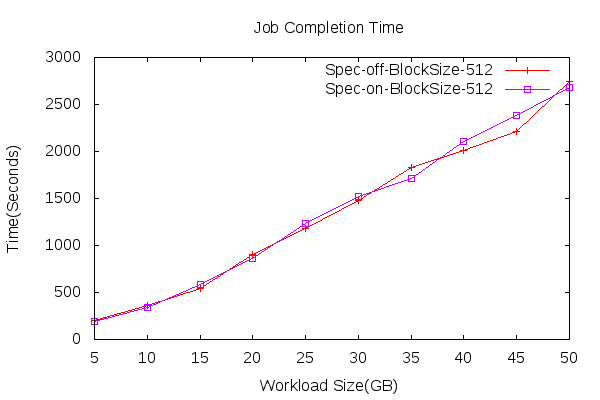 Job Completion Time
3000
2500
2000
1500
1000
500
0
Time(Seconds)
Spec-off-BlockSize-512
Spec-on-BlockSize-512
5 10 15 20 25 30 35 40 45 50
Workload Size(GB)